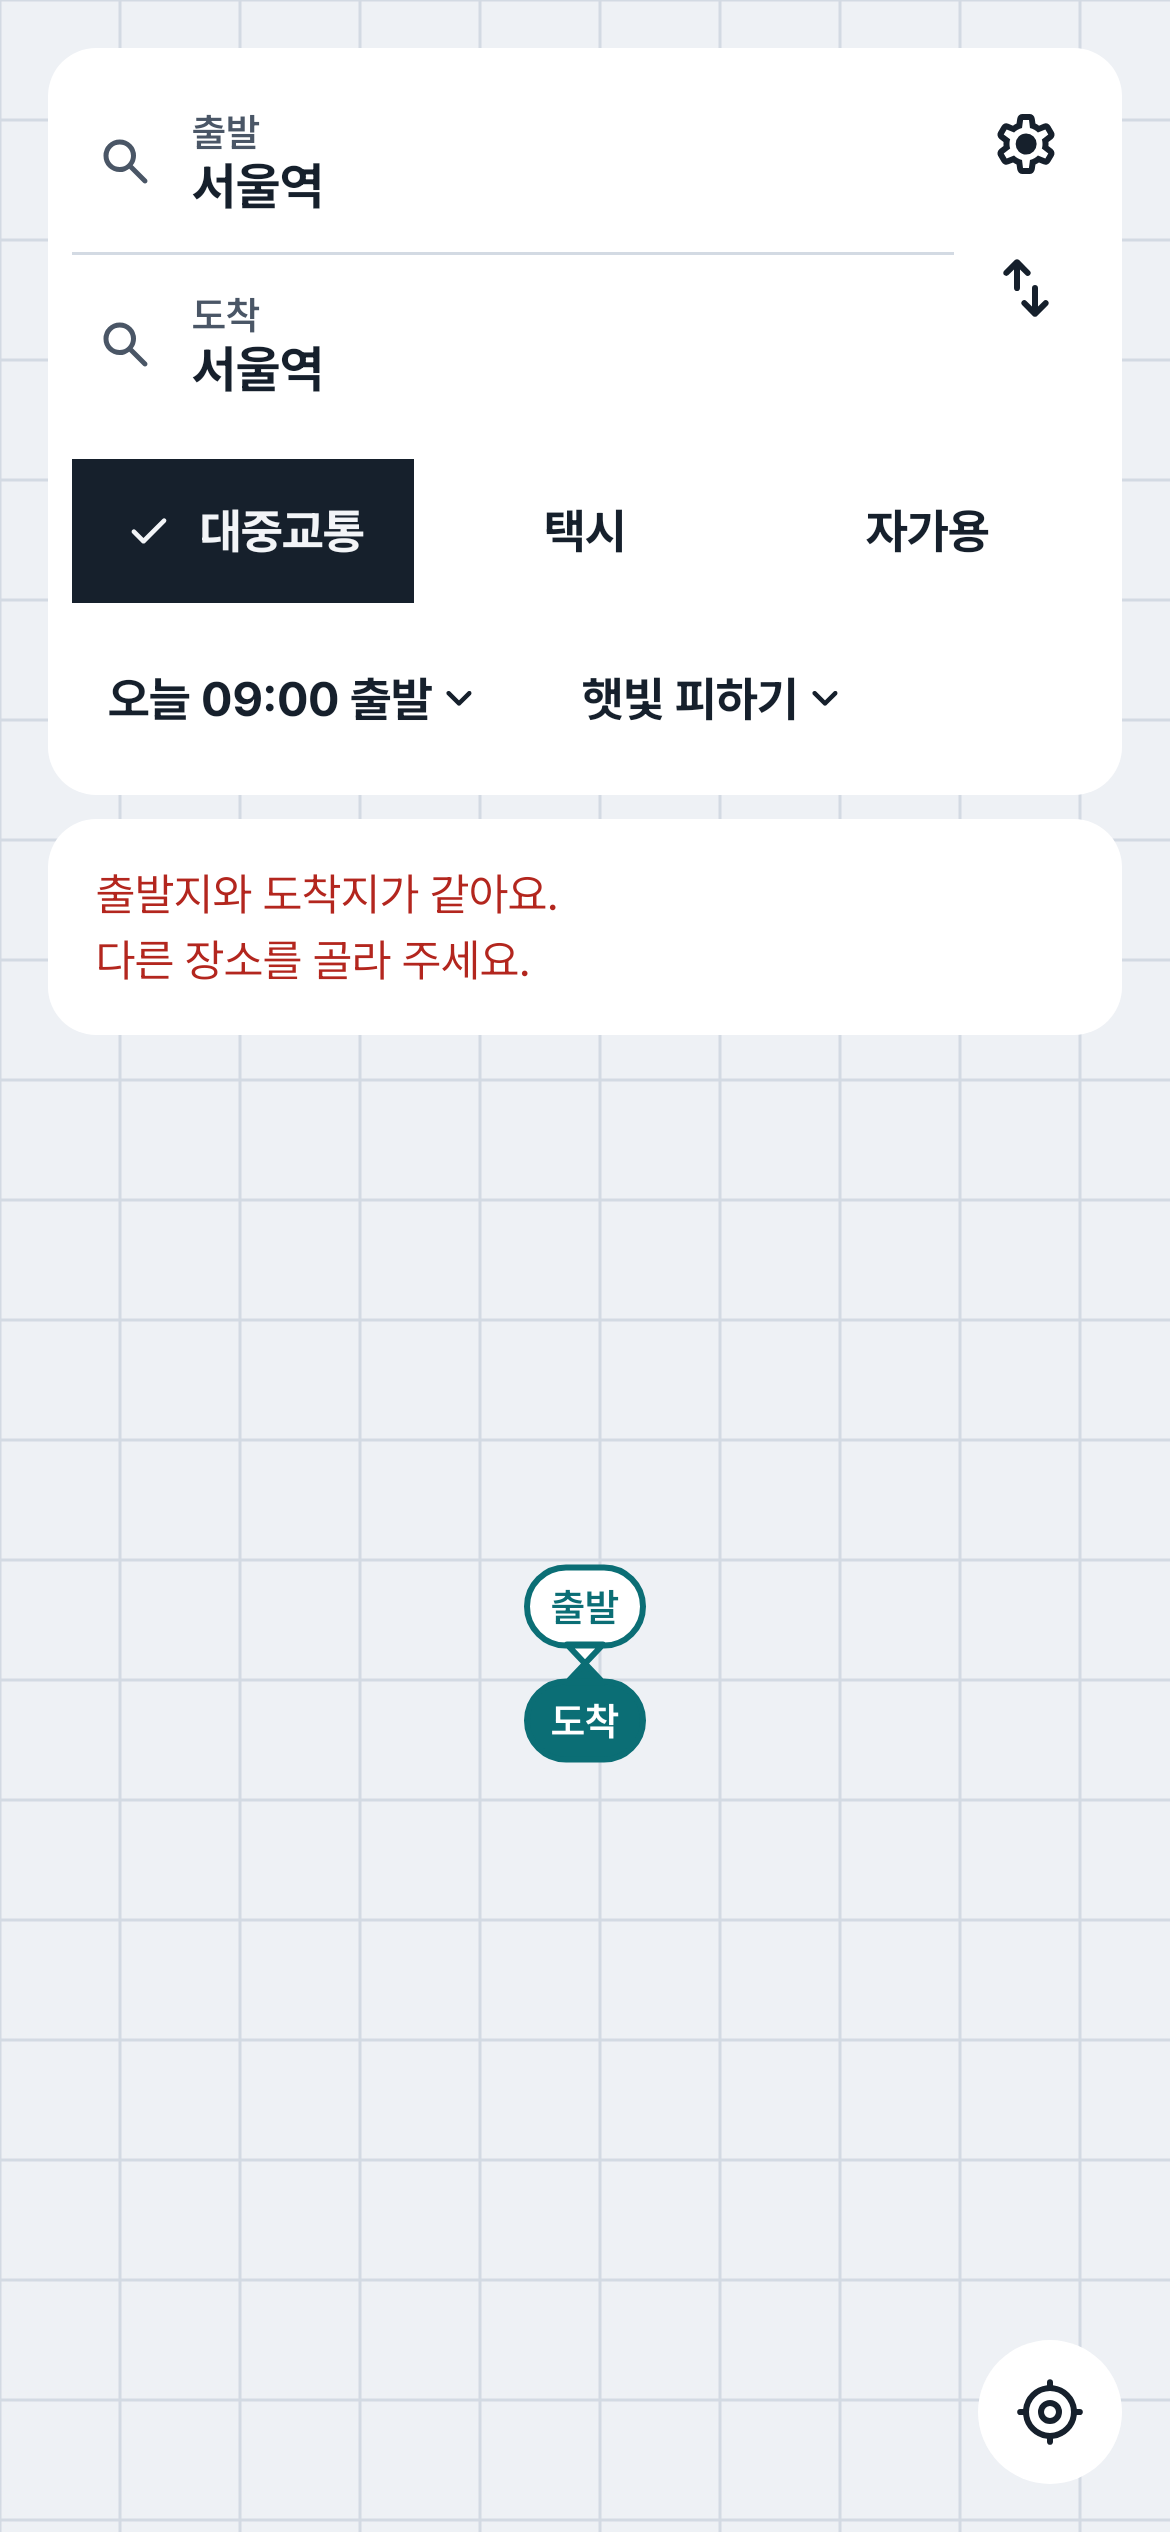 출발
서울역
도착
서울역
대중교통 택시 자가용
오늘 09:00 출발 햇빛 피하기
출발지와 도착지가 같아요.
다른 장소를 골라 주세요.
출발
도착